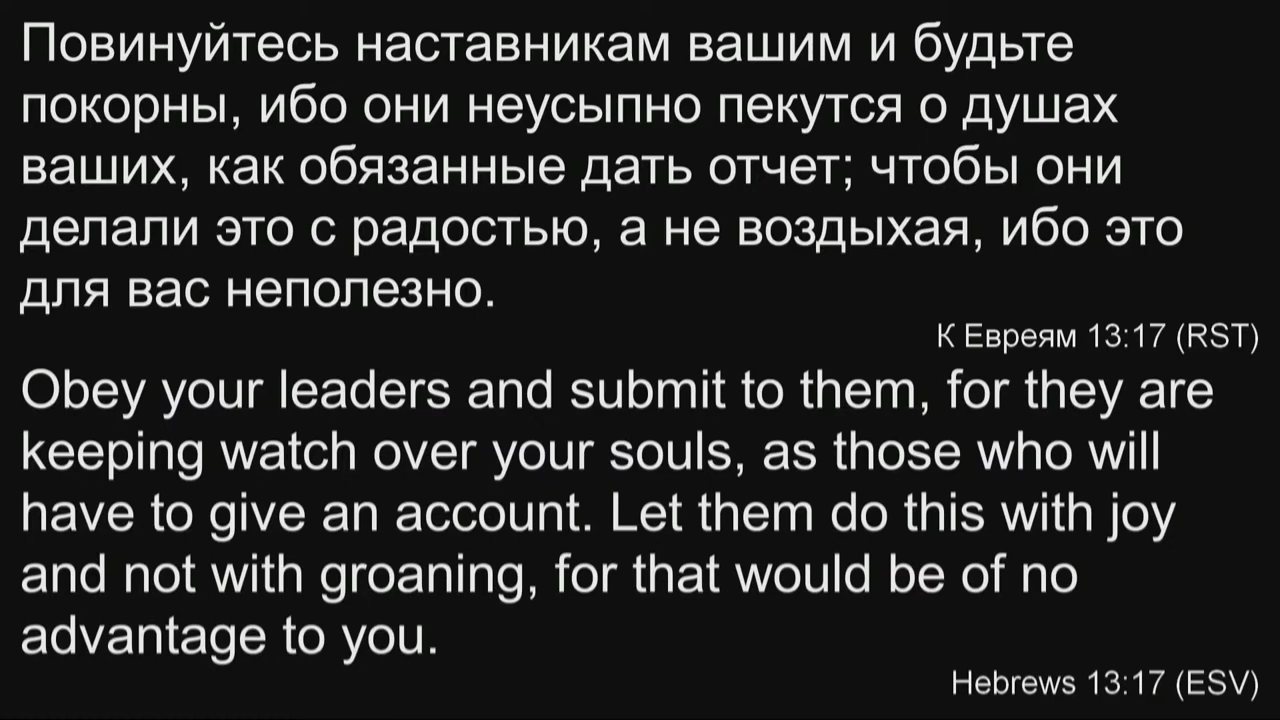 Повинуйтесь наставникам вашим и будьте
покорны, ибо они неусыпно пекутся о душах
ваших, как обязанные дать отчет; чтобы они
делали это с радостью, а не воздыхая, ибо это
для вас неполезно.
К Евреям 13:17 (RST)
Obey your leaders and submit to them, for they are
keeping watch over your souls, as those who will
have to give an account. Let them do this with joy
and not with groaning, for that would be of no
advantage to you.
Hebrews 13:17 (ESV)